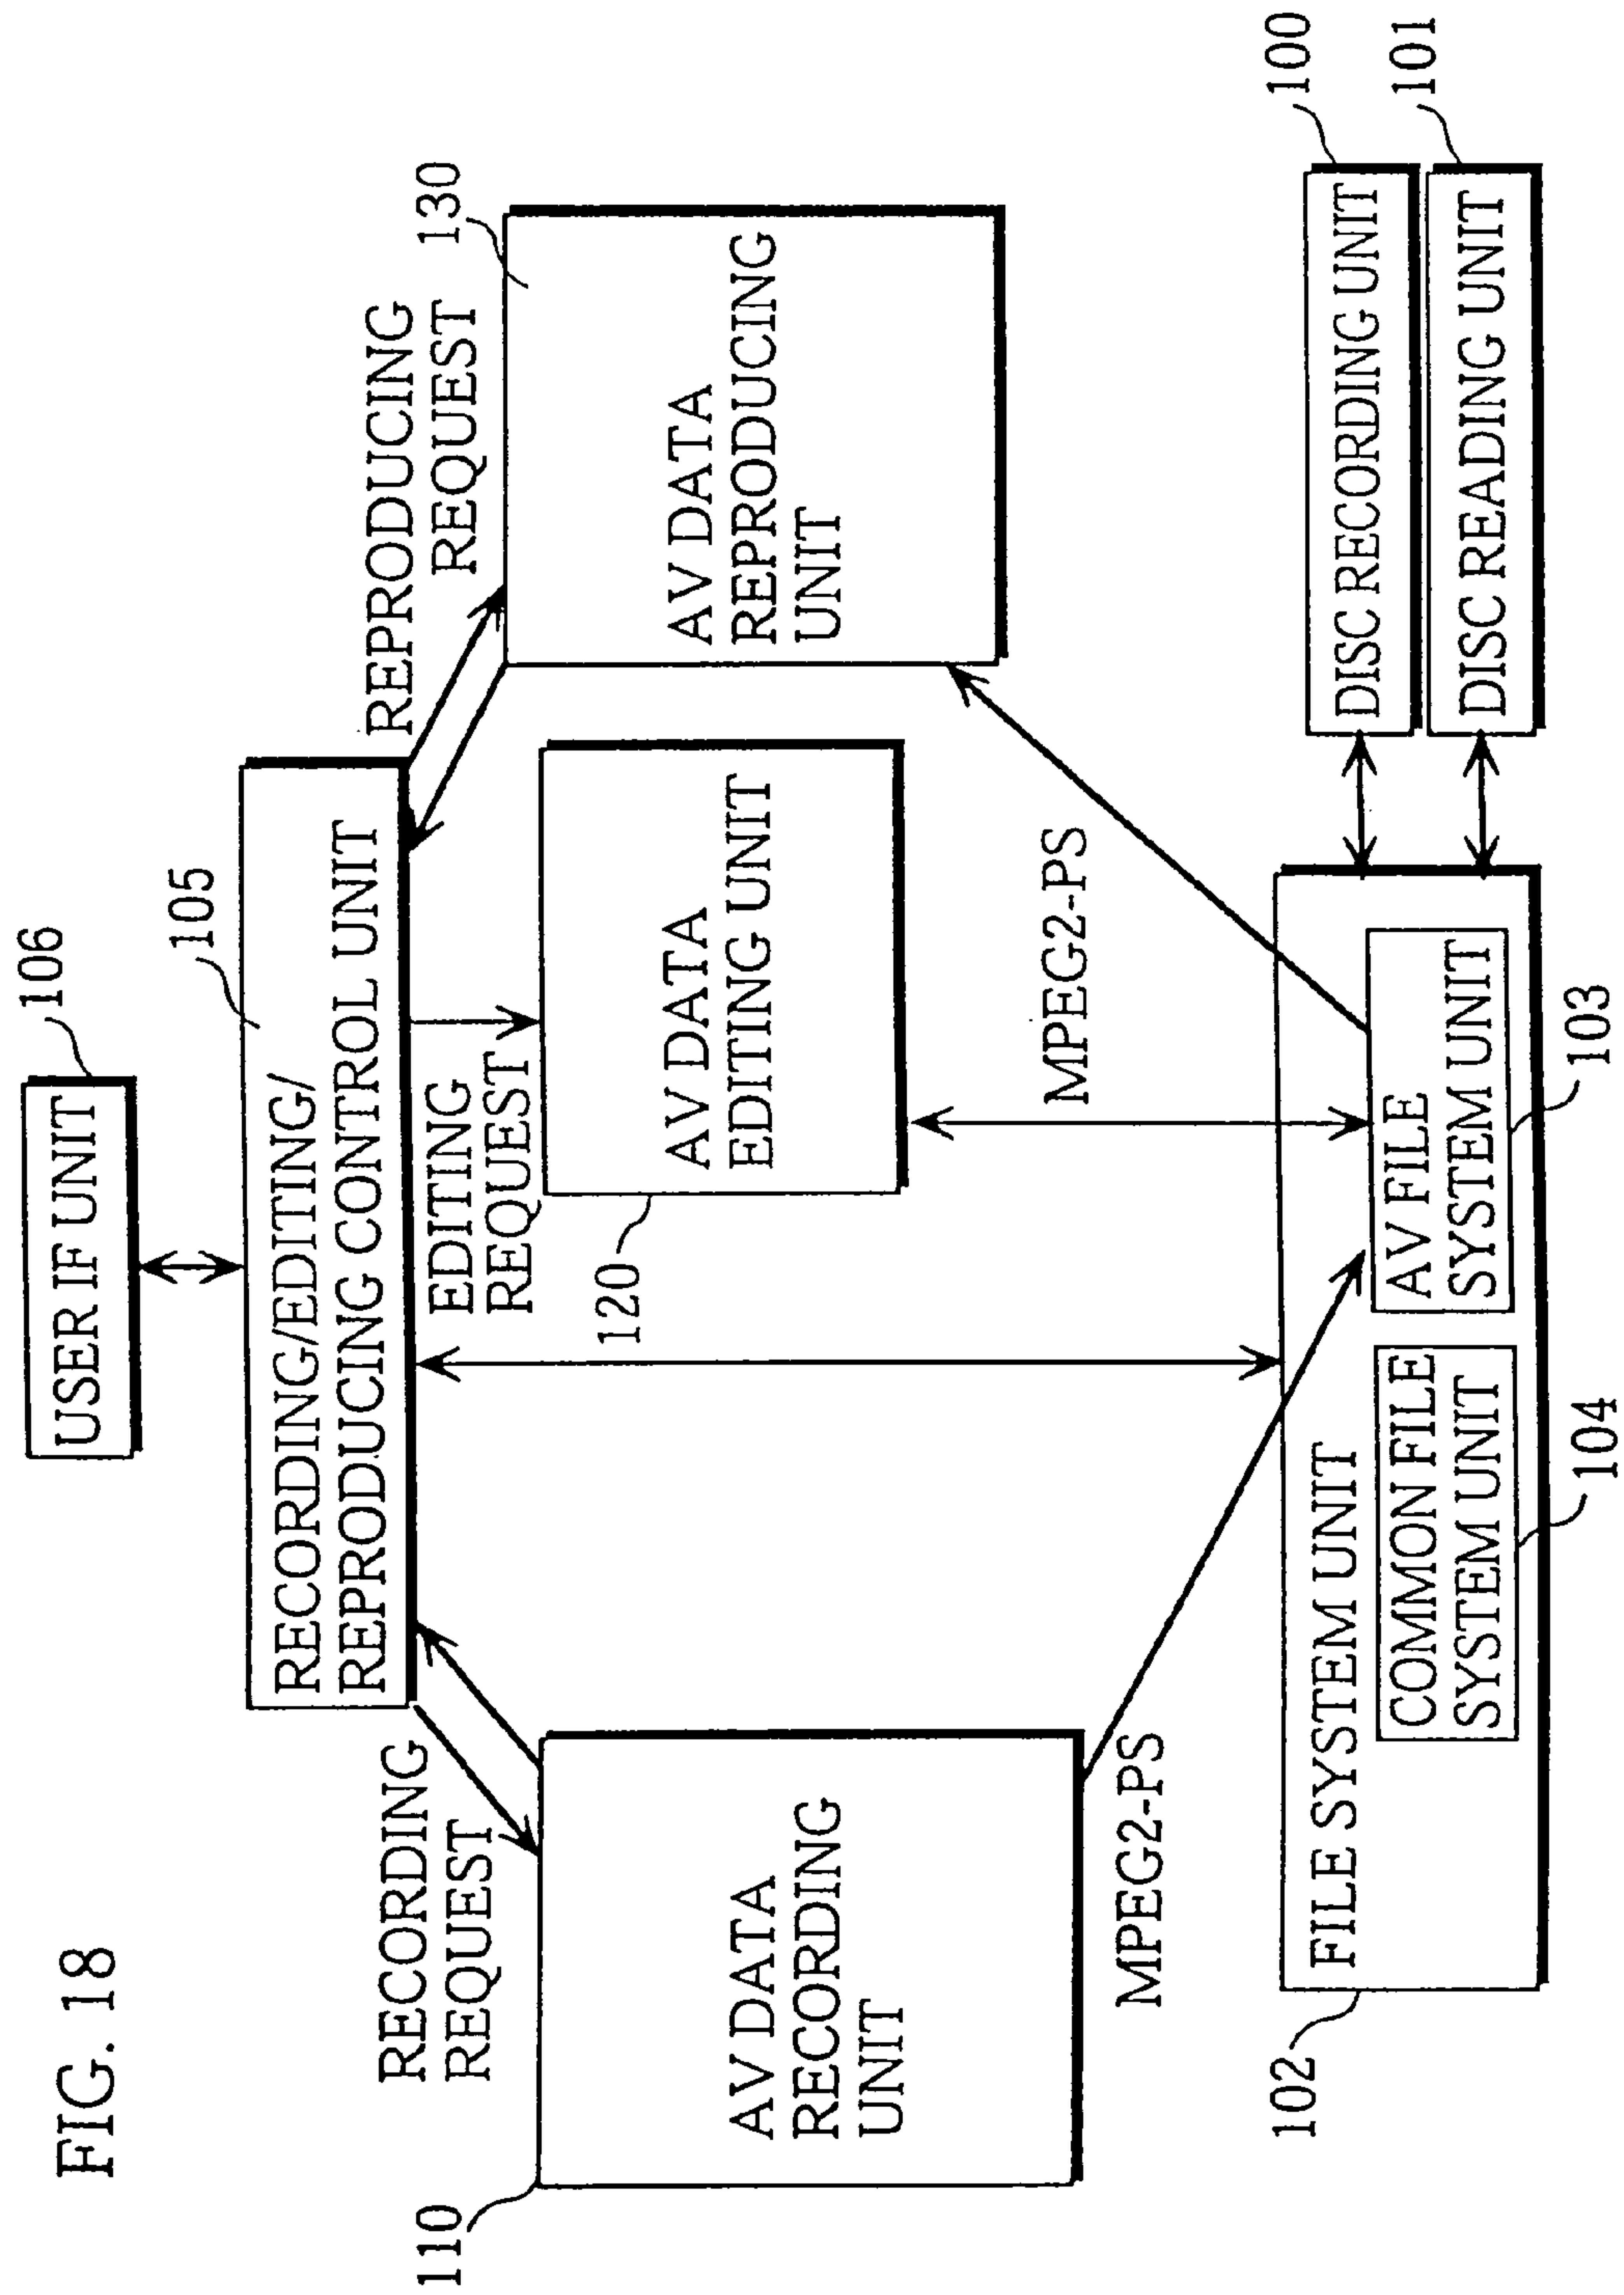 FIG. 18
USER IF UNIT
106
105
RECORDING/EDITING/
REPRODUCING CONTROL UNIT
RECORDING
REQUEST
EDITING
REQUEST
REPRODUCING
REQUEST
110
AV DATA
RECORDING
UNIT
120
AV DATA
EDITING UNIT
130
AV DATA
REPRODUCING
UNIT
MPEG2-PS
MPEG2-PS
102
FILE SYSTEM UNIT
COMMON FILE
SYSTEM UNIT
104
AV FILE
SYSTEM UNIT
103
DISC RECORDING UNIT
100
DISC READING UNIT
101